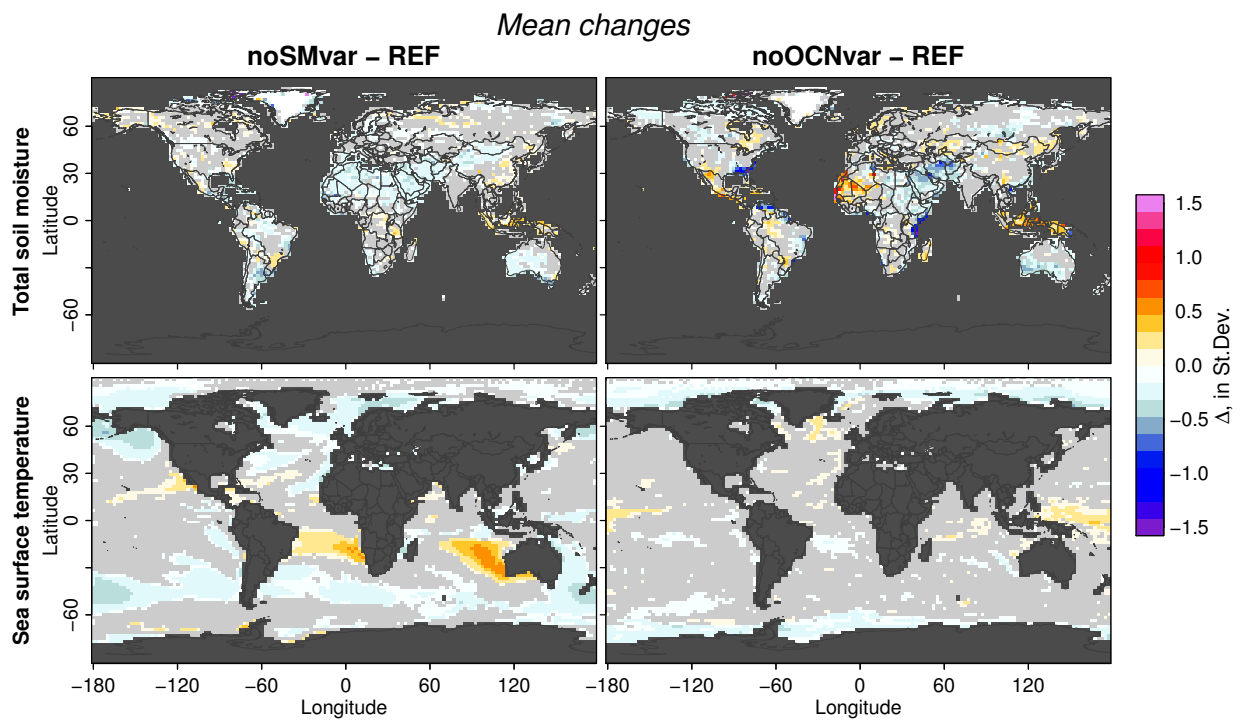 Mean changes
noSMvar − REF
noOCNvar − REF
Total soil moisture
Latitude
60
30
0
−60
Latitude
1.5
1.0
0.5
0.0
−0.5
−1.0
−1.5
Δ, in St.Dev.
Sea surface temperature
Latitude
60
30
0
−60
Latitude
−180 −120 −60 0 60 120
−180 −120 −60 0 60 120
Longitude
Longitude